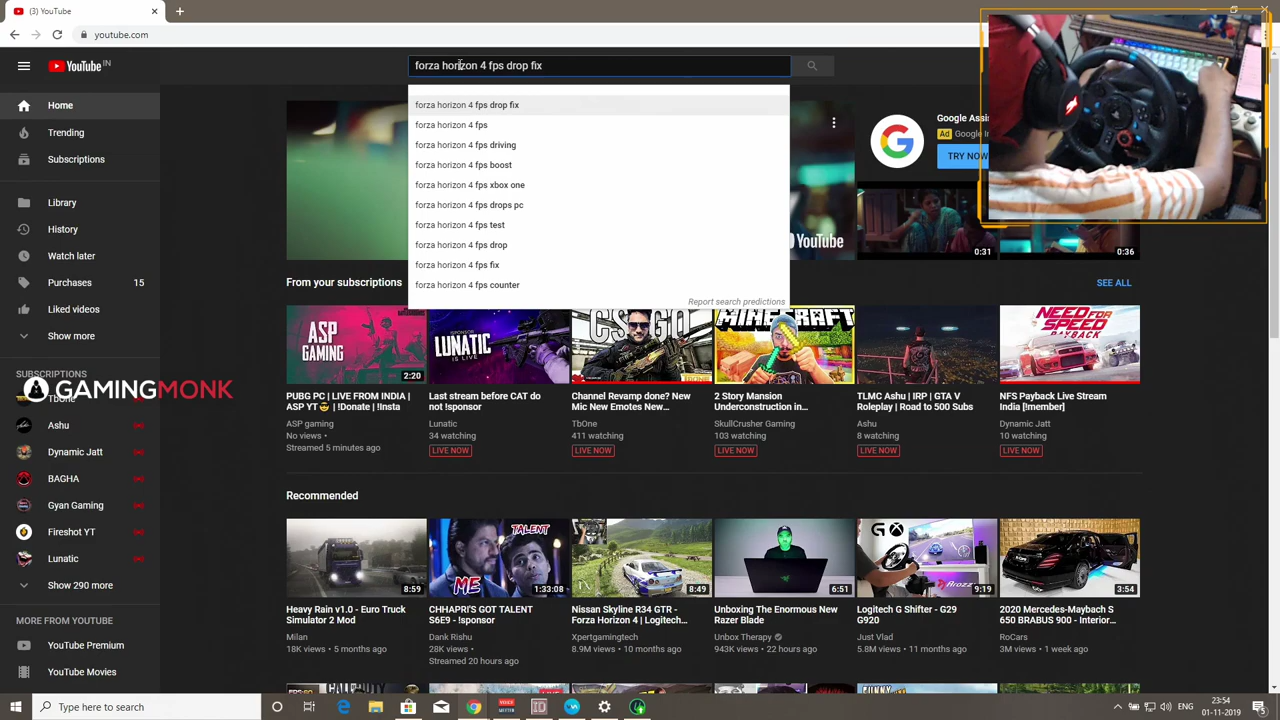 YouTube
youtube.com
YouTube IN
forza horizon 4 fps drop fix
forza horizon 4 fps drop fix
forza horizon 4 fps
forza horizon 4 fps driving
forza horizon 4 fps boost
forza horizon 4 fps xbox one
forza horizon 4 fps drops pc
forza horizon 4 fps test
forza horizon 4 fps drop
forza horizon 4 fps fix
forza horizon 4 fps counter
Report search predictions
Home
Trending
Subscriptions
Library
History
Watch later
Purchases 15
Liked videos
Show more
SUBSCRIPTIONS
GAMINGMONK
Ashu
Dynamic Jatt
BAGHA
Gyan Gaming
Fireshot YT
Lunatic
Show 290 more
MORE FROM YOUTUBE
YouTube Premium
YouTube Movies
YouTube
Google Assis
Ad Google In
TRY NOW
0:31
0:36
From your subscriptions
SEE ALL
ASP GAMING
2:20
LUNATIC
IS LIVE
CS:GO
MINECRAFT
NEED FOR SPEED
PAYBACK
PUBG PC | LIVE FROM INDIA |
ASP YT😎 | !Donate | !Insta
ASP gaming
No views •
Streamed 5 minutes ago
Last stream before CAT do
not !sponsor
Lunatic
34 watching
LIVE NOW
Channel Revamp done? New
Mic New Emotes New...
TbOne
411 watching
LIVE NOW
2 Story Mansion
Underconstruction in...
SkullCrusher Gaming
103 watching
LIVE NOW
TLMC Ashu | IRP | GTA V
Roleplay | Road to 500 Subs
Ashu
8 watching
LIVE NOW
NFS Payback Live Stream
India [!member]
Dynamic Jatt
10 watching
LIVE NOW
Recommended
8:59
TALENT
ME
1:33:08
8:49
6:51
9:19
3:54
Heavy Rain v1.0 - Euro Truck
Simulator 2 Mod
Milan
18K views • 5 months ago
CHHAPRI'S GOT TALENT
S6E9 - !sponsor
Dank Rishu
28K views •
Streamed 20 hours ago
Nissan Skyline R34 GTR -
Forza Horizon 4 | Logitech...
Xpertgamingtech
8.9M views • 10 months ago
Unboxing The Enormous New
Razer Blade
Unbox Therapy
943K views • 22 hours ago
Logitech G Shifter - G29
G920
Just Vlad
5.8M views • 11 months ago
2020 Mercedes-Maybach S
650 BRABUS 900 - Interior...
RoCars
3M views • 1 week ago
Type here to search
ENG
23:54
01-11-2019